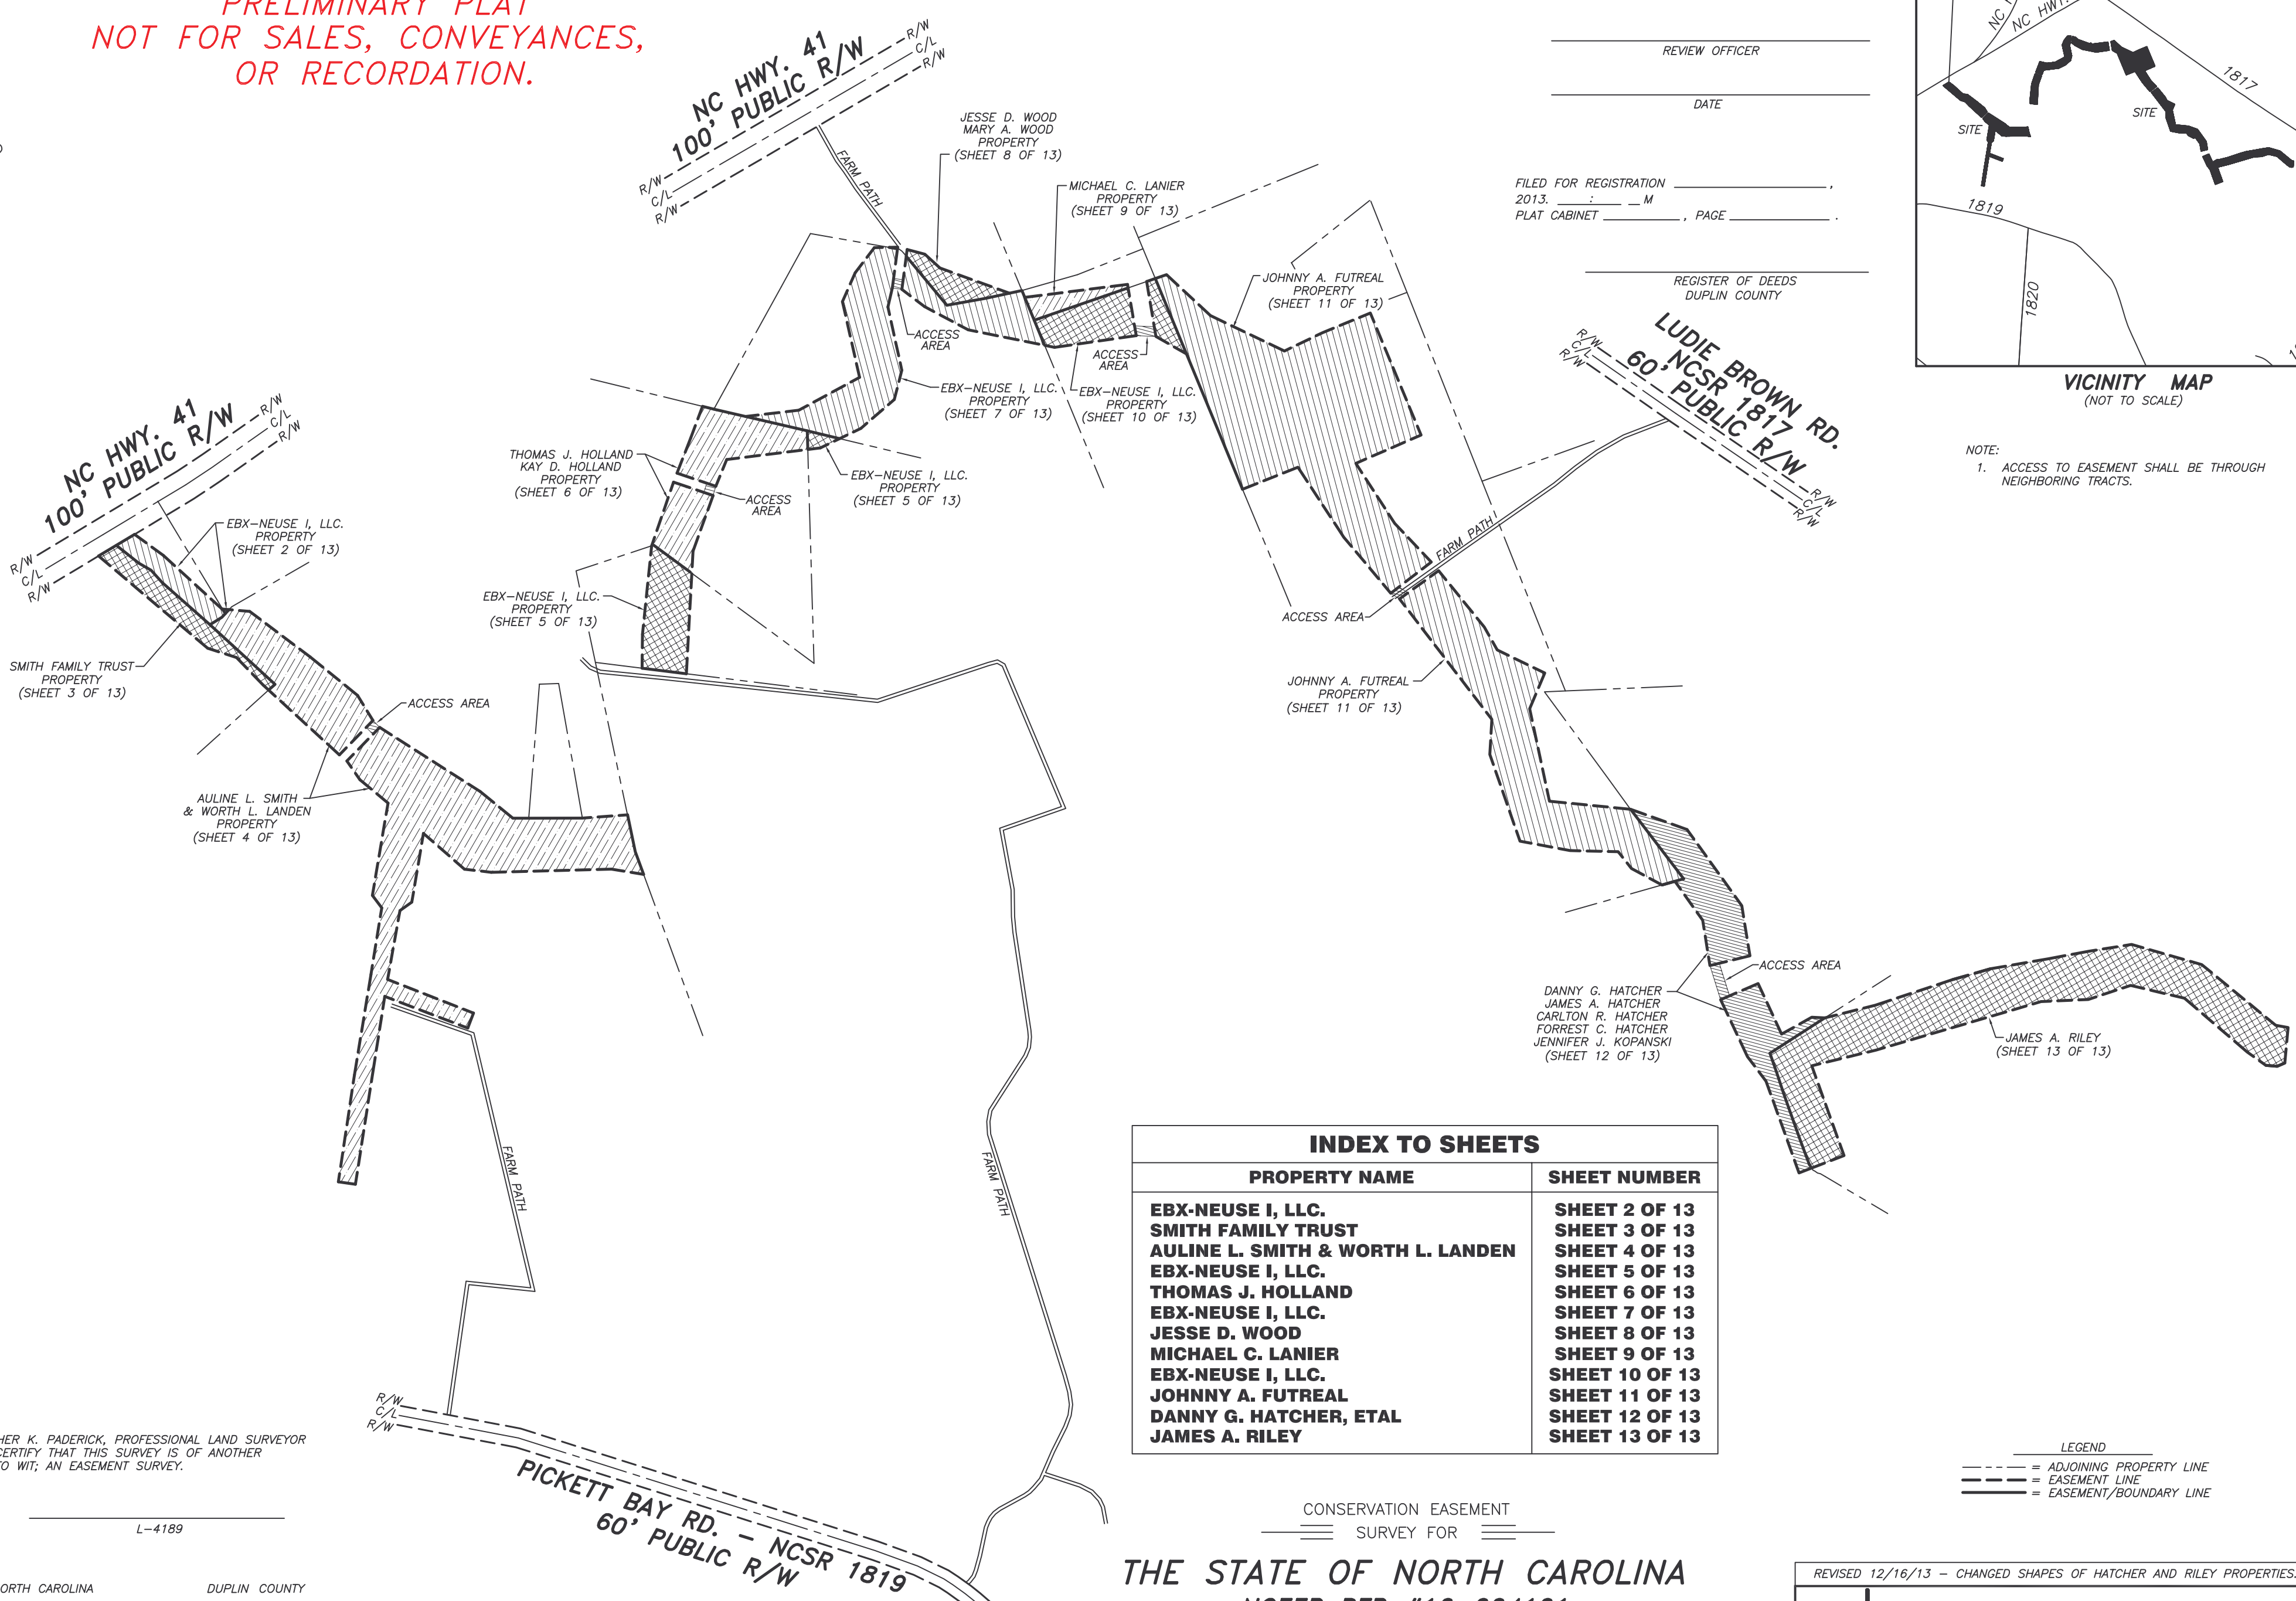 PRELIMINARY PLAT
NOT FOR SALES, CONVEYANCES,
OR RECORDATION.
NC HWY. 41
100' PUBLIC R/W
R/W
C/L
R/W
R/W
C/L
R/W
FARM PATH
JESSE D. WOOD
MARY A. WOOD
PROPERTY
(SHEET 8 OF 13)
MICHAEL C. LANIER
PROPERTY
(SHEET 9 OF 13)
REVIEW OFFICER
DATE
FILED FOR REGISTRATION ,
2013. : M
PLAT CABINET , PAGE .
REGISTER OF DEEDS
DUPLIN COUNTY
NC HWY.
1817
SITE
SITE
1819
1820
VICINITY MAP
(NOT TO SCALE)
NOTE:
1. ACCESS TO EASEMENT SHALL BE THROUGH
NEIGHBORING TRACTS.
JOHNNY A. FUTREAL
PROPERTY
(SHEET 11 OF 13)
ACCESS
AREA
ACCESS
AREA
EBX-NEUSE I, LLC.
PROPERTY
(SHEET 7 OF 13)
EBX-NEUSE I, LLC.
PROPERTY
(SHEET 10 OF 13)
R/W
C/L
R/W
LUDIE BROWN RD.
NCSR 1817
60' PUBLIC R/W
R/W
C/L
R/W
NC HWY. 41
100' PUBLIC R/W
R/W
C/L
R/W
R/W
C/L
R/W
THOMAS J. HOLLAND
KAY D. HOLLAND
PROPERTY
(SHEET 6 OF 13)
EBX-NEUSE I, LLC.
PROPERTY
(SHEET 5 OF 13)
ACCESS
AREA
EBX-NEUSE I, LLC.
PROPERTY
(SHEET 2 OF 13)
FARM PATH
EBX-NEUSE I, LLC.
PROPERTY
(SHEET 5 OF 13)
ACCESS AREA
SMITH FAMILY TRUST
PROPERTY
(SHEET 3 OF 13)
ACCESS AREA
JOHNNY A. FUTREAL
PROPERTY
(SHEET 11 OF 13)
AULINE L. SMITH
& WORTH L. LANDEN
PROPERTY
(SHEET 4 OF 13)
ACCESS AREA
DANNY G. HATCHER
JAMES A. HATCHER
CARLTON R. HATCHER
FORREST C. HATCHER
JENNIFER J. KOPANSKI
(SHEET 12 OF 13)
JAMES A. RILEY
(SHEET 13 OF 13)
FARM PATH
FARM PATH
INDEX TO SHEETS
PROPERTY NAME SHEET NUMBER
EBX-NEUSE I, LLC. SHEET 2 OF 13
SMITH FAMILY TRUST SHEET 3 OF 13
AULINE L. SMITH & WORTH L. LANDEN SHEET 4 OF 13
EBX-NEUSE I, LLC. SHEET 5 OF 13
THOMAS J. HOLLAND SHEET 6 OF 13
EBX-NEUSE I, LLC. SHEET 7 OF 13
JESSE D. WOOD SHEET 8 OF 13
MICHAEL C. LANIER SHEET 9 OF 13
EBX-NEUSE I, LLC. SHEET 10 OF 13
JOHNNY A. FUTREAL SHEET 11 OF 13
DANNY G. HATCHER, ETAL SHEET 12 OF 13
JAMES A. RILEY SHEET 13 OF 13
R/W
C/L
R/W
PICKETT BAY RD. - NCSR 1819
60' PUBLIC R/W
HER K. PADERICK, PROFESSIONAL LAND SURVEYOR
CERTIFY THAT THIS SURVEY IS OF ANOTHER
TO WIT; AN EASEMENT SURVEY.
L-4189
ORTH CAROLINA DUPLIN COUNTY
CONSERVATION EASEMENT
SURVEY FOR
THE STATE OF NORTH CAROLINA
LEGEND
= ADJOINING PROPERTY LINE
= EASEMENT LINE
= EASEMENT/BOUNDARY LINE
REVISED 12/16/13 - CHANGED SHAPES OF HATCHER AND RILEY PROPERTIES.